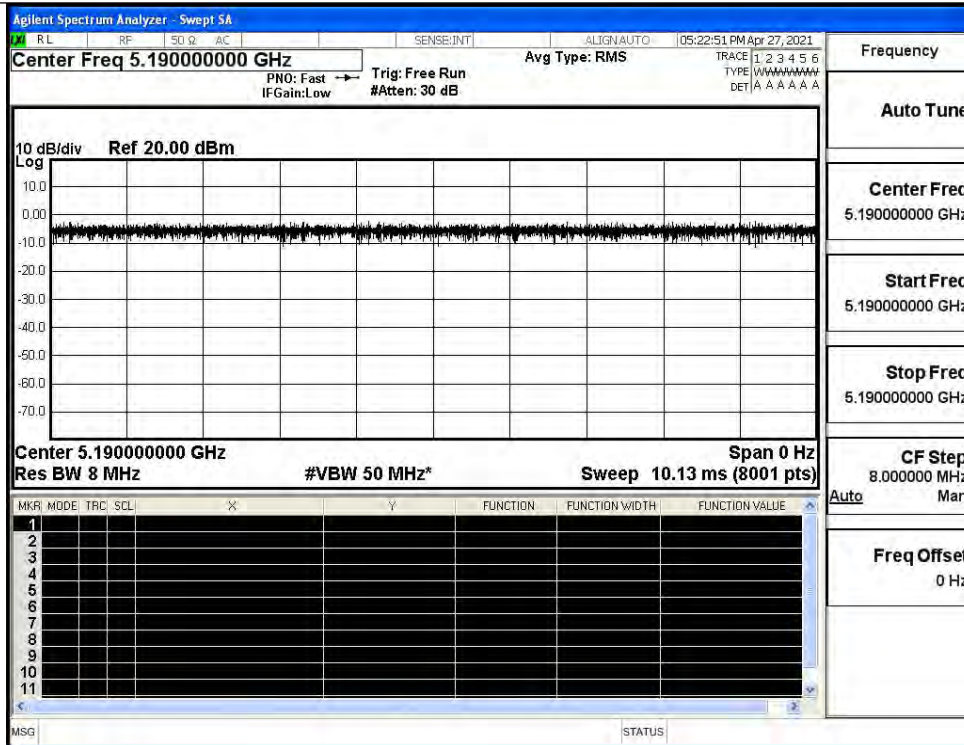 Agilent Spectrum Analyzer - Swept SA
LXI RL RF 50 Ω AC SENSE:INT ALIGNAUTO 05:22:51 PM Apr 27, 2021
Center Freq 5.190000000 GHz
Avg Type: RMS
TRACE 1 2 3 4 5 6
PNO: Fast
Trig: Free Run
TYPE WWWWWW
IFGain:Low
#Atten: 30 dB
DET A A A A A A
10 dB/div Ref 20.00 dBm
Log
10.0
0.00
-10.0
-20.0
-30.0
-40.0
-50.0
-60.0
-70.0
Center 5.190000000 GHz Span 0 Hz
Res BW 8 MHz #VBW 50 MHz* Sweep 10.13 ms (8001 pts)
MKR MODE TRC SCL X Y FUNCTION FUNCTION WIDTH FUNCTION VALUE
1
2
3
4
5
6
7
8
9
10
11
MSG STATUS
Frequency
Auto Tune
Center Freq
5.190000000 GHz
Start Freq
5.190000000 GHz
Stop Freq
5.190000000 GHz
CF Step
8.000000 MHz
Auto Man
Freq Offset
0 Hz